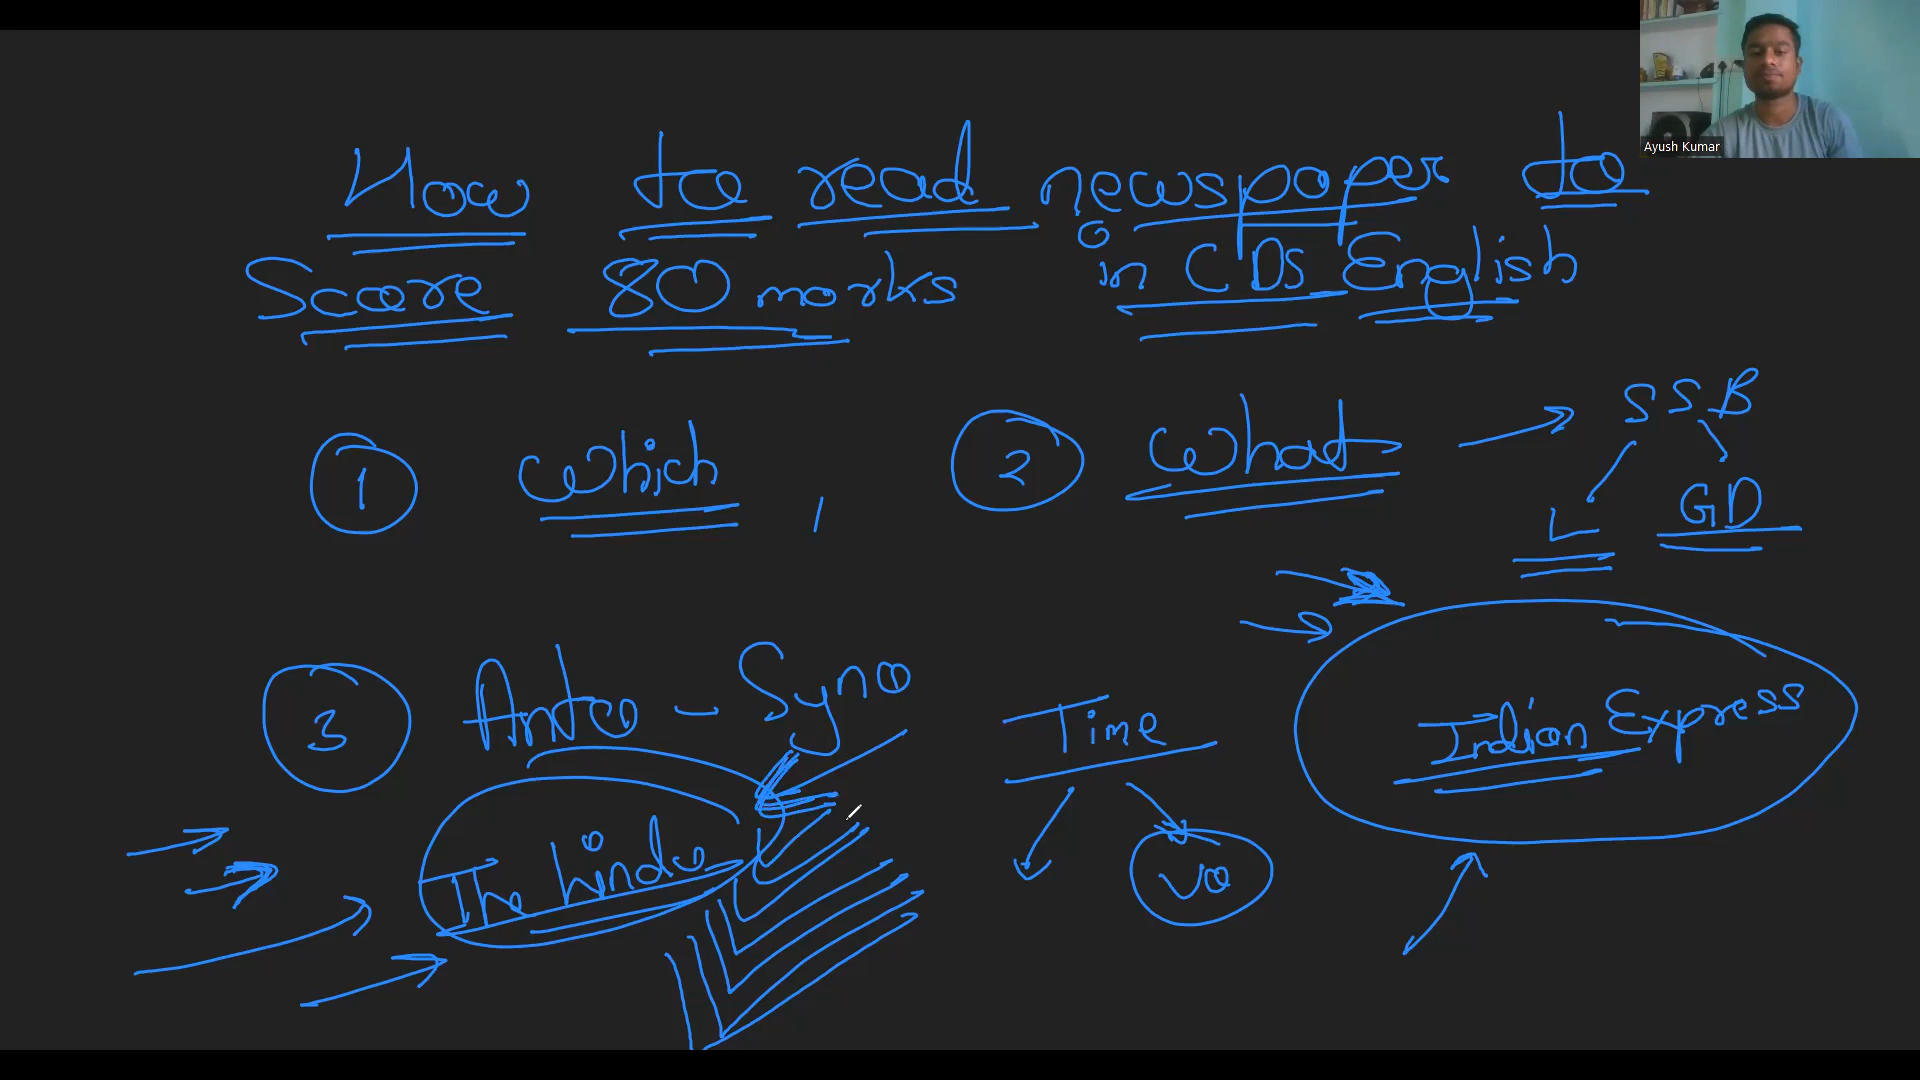 Ayush Kumar
How to read newspaper to
Score 80 marks in CDS English
1 Which , 2 What → SSB
L GD
3 Anto - Syno
Time
Indian Express
The hindu
vo